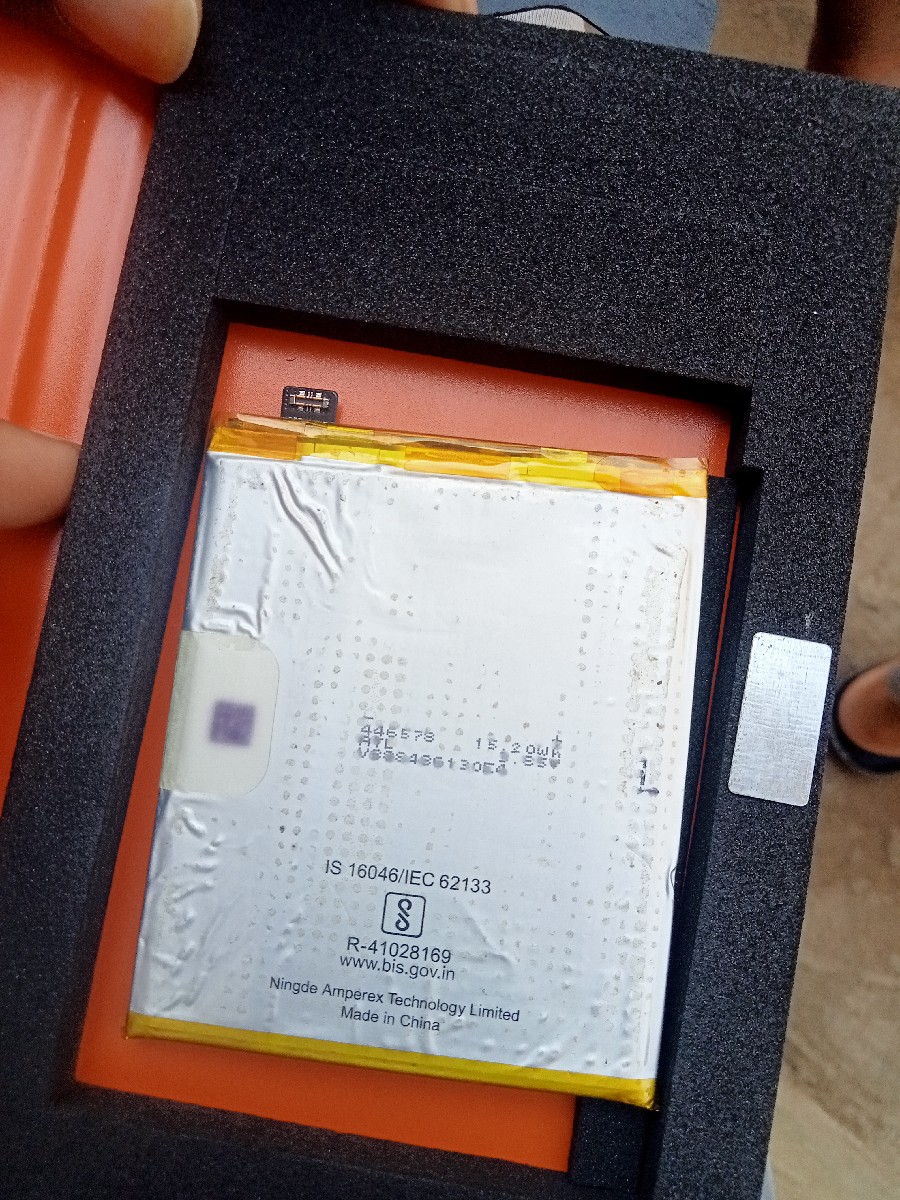 446578 15.20Wh
ATL 3.85V
IS 16046/IEC 62133
R-41028169
www.bis.gov.in
Ningde Amperex Technology Limited
Made in China